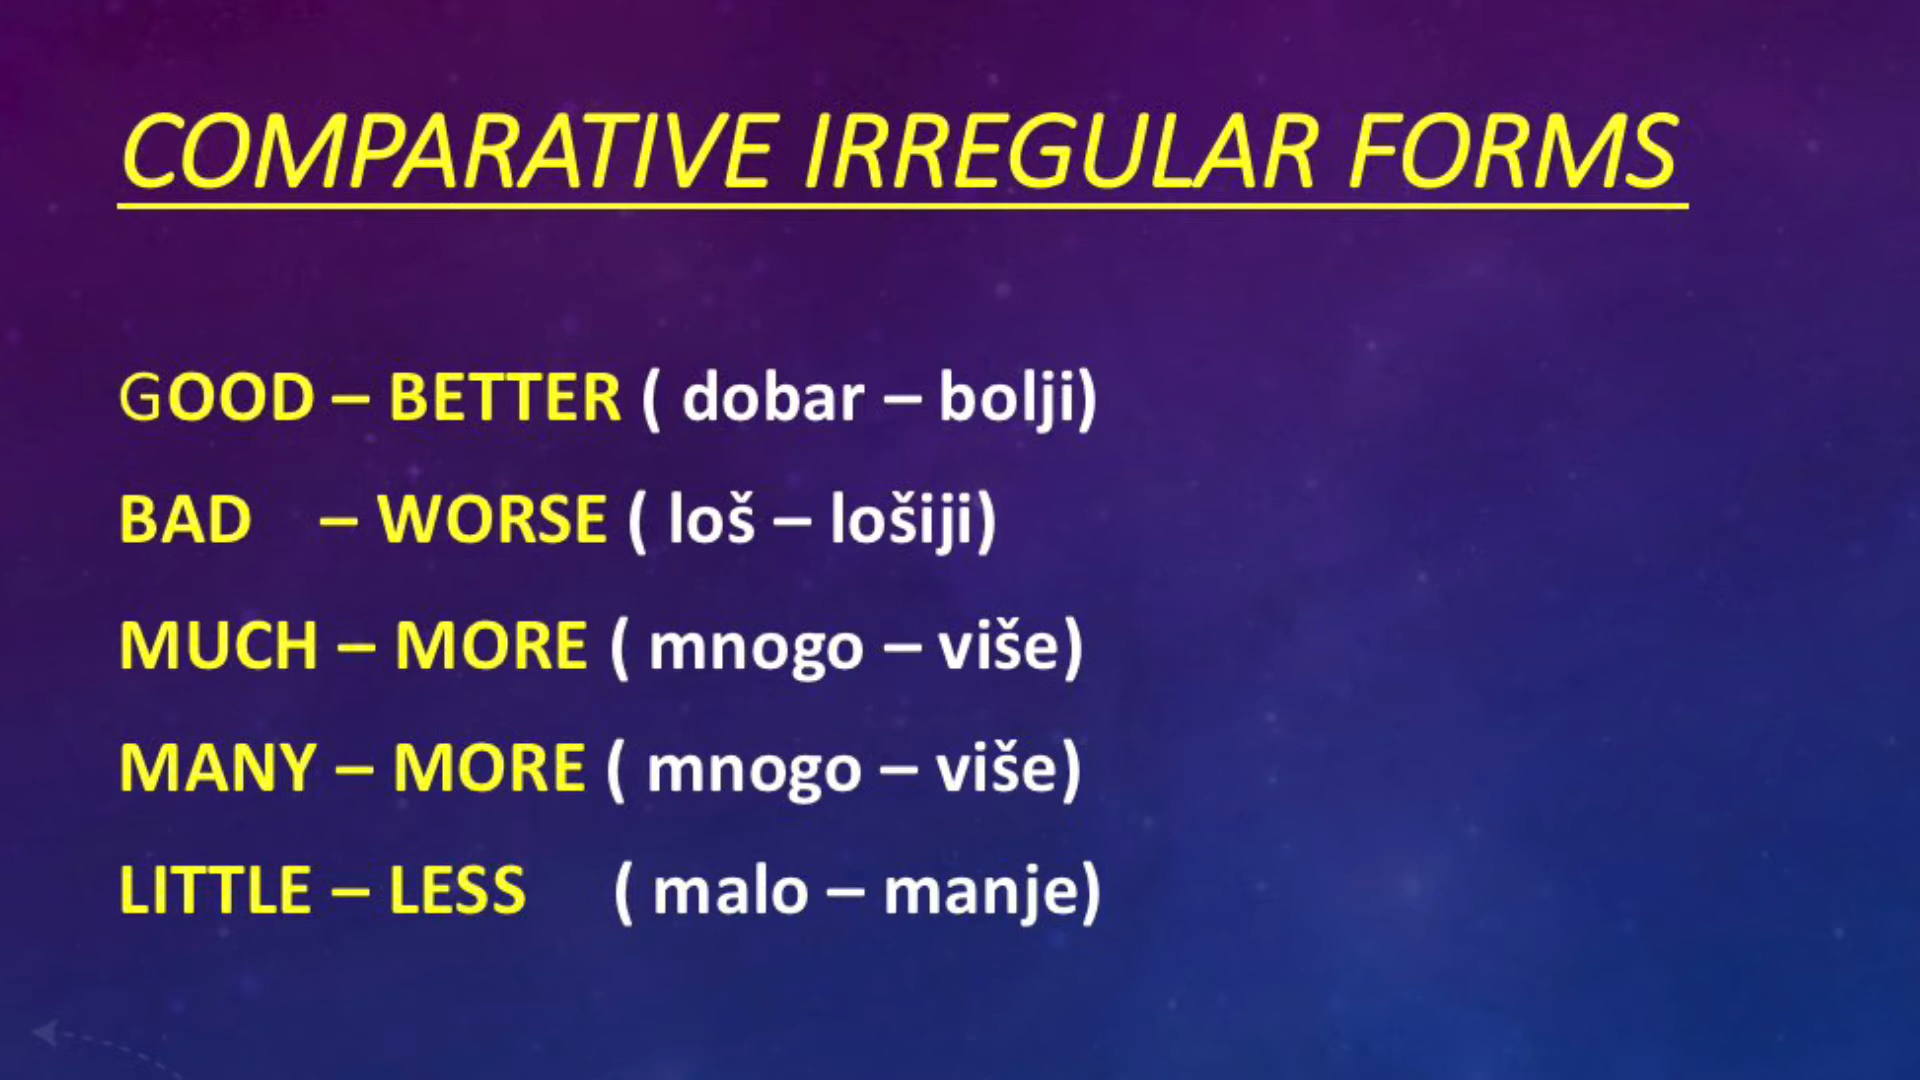 COMPARATIVE IRREGULAR FORMS
GOOD – BETTER ( dobar – bolji)
BAD – WORSE ( loš – lošiji)
MUCH – MORE ( mnogo – više)
MANY – MORE ( mnogo – više)
LITTLE – LESS ( malo – manje)